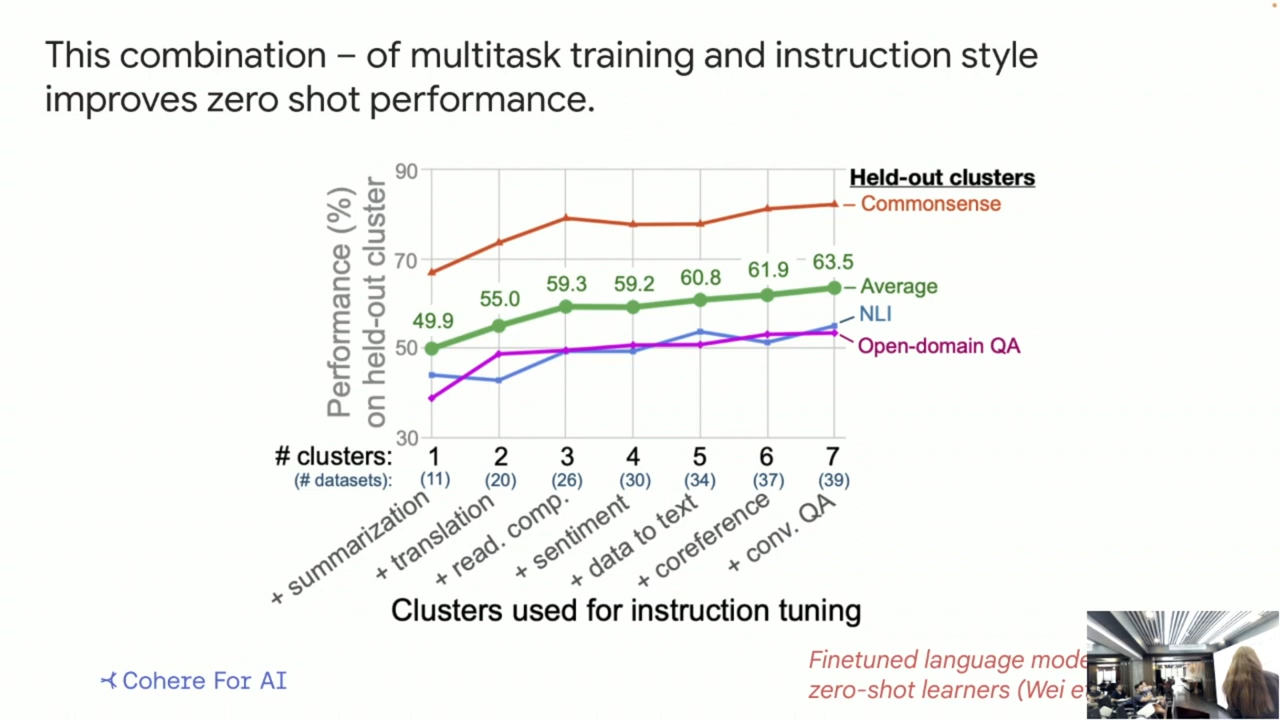 This combination – of multitask training and instruction style
improves zero shot performance.
Performance (%)
on held-out cluster
90
70
50
30
49.9
55.0
59.3
59.2
60.8
61.9
63.5
Held-out clusters
Commonsense
Average
NLI
Open-domain QA
# clusters: 1 2 3 4 5 6 7
(# datasets): (11) (20) (26) (30) (34) (37) (39)
+ summarization
+ translation
+ read. comp.
+ sentiment
+ data to text
+ coreference
+ conv. QA
Clusters used for instruction tuning
Cohere For AI
Finetuned language mode
zero-shot learners (Wei e